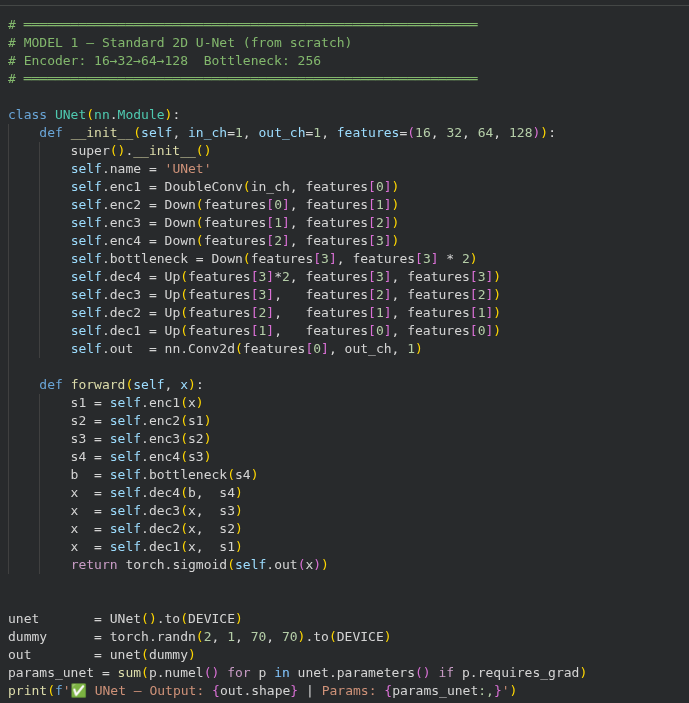 # ══════════════════════════════════════════════════════════
# MODEL 1 — Standard 2D U-Net (from scratch)
# Encoder: 16→32→64→128  Bottleneck: 256
# ══════════════════════════════════════════════════════════

class UNet(nn.Module):
    def __init__(self, in_ch=1, out_ch=1, features=(16, 32, 64, 128)):
        super().__init__()
        self.name = 'UNet'
        self.enc1 = DoubleConv(in_ch, features[0])
        self.enc2 = Down(features[0], features[1])
        self.enc3 = Down(features[1], features[2])
        self.enc4 = Down(features[2], features[3])
        self.bottleneck = Down(features[3], features[3] * 2)
        self.dec4 = Up(features[3]*2, features[3], features[3])
        self.dec3 = Up(features[3],   features[2], features[2])
        self.dec2 = Up(features[2],   features[1], features[1])
        self.dec1 = Up(features[1],   features[0], features[0])
        self.out  = nn.Conv2d(features[0], out_ch, 1)

    def forward(self, x):
        s1 = self.enc1(x)
        s2 = self.enc2(s1)
        s3 = self.enc3(s2)
        s4 = self.enc4(s3)
        b  = self.bottleneck(s4)
        x  = self.dec4(b,  s4)
        x  = self.dec3(x,  s3)
        x  = self.dec2(x,  s2)
        x  = self.dec1(x,  s1)
        return torch.sigmoid(self.out(x))


unet       = UNet().to(DEVICE)
dummy      = torch.randn(2, 1, 70, 70).to(DEVICE)
out        = unet(dummy)
params_unet = sum(p.numel() for p in unet.parameters() if p.requires_grad)
print(f'✅ UNet — Output: {out.shape} | Params: {params_unet:,}')